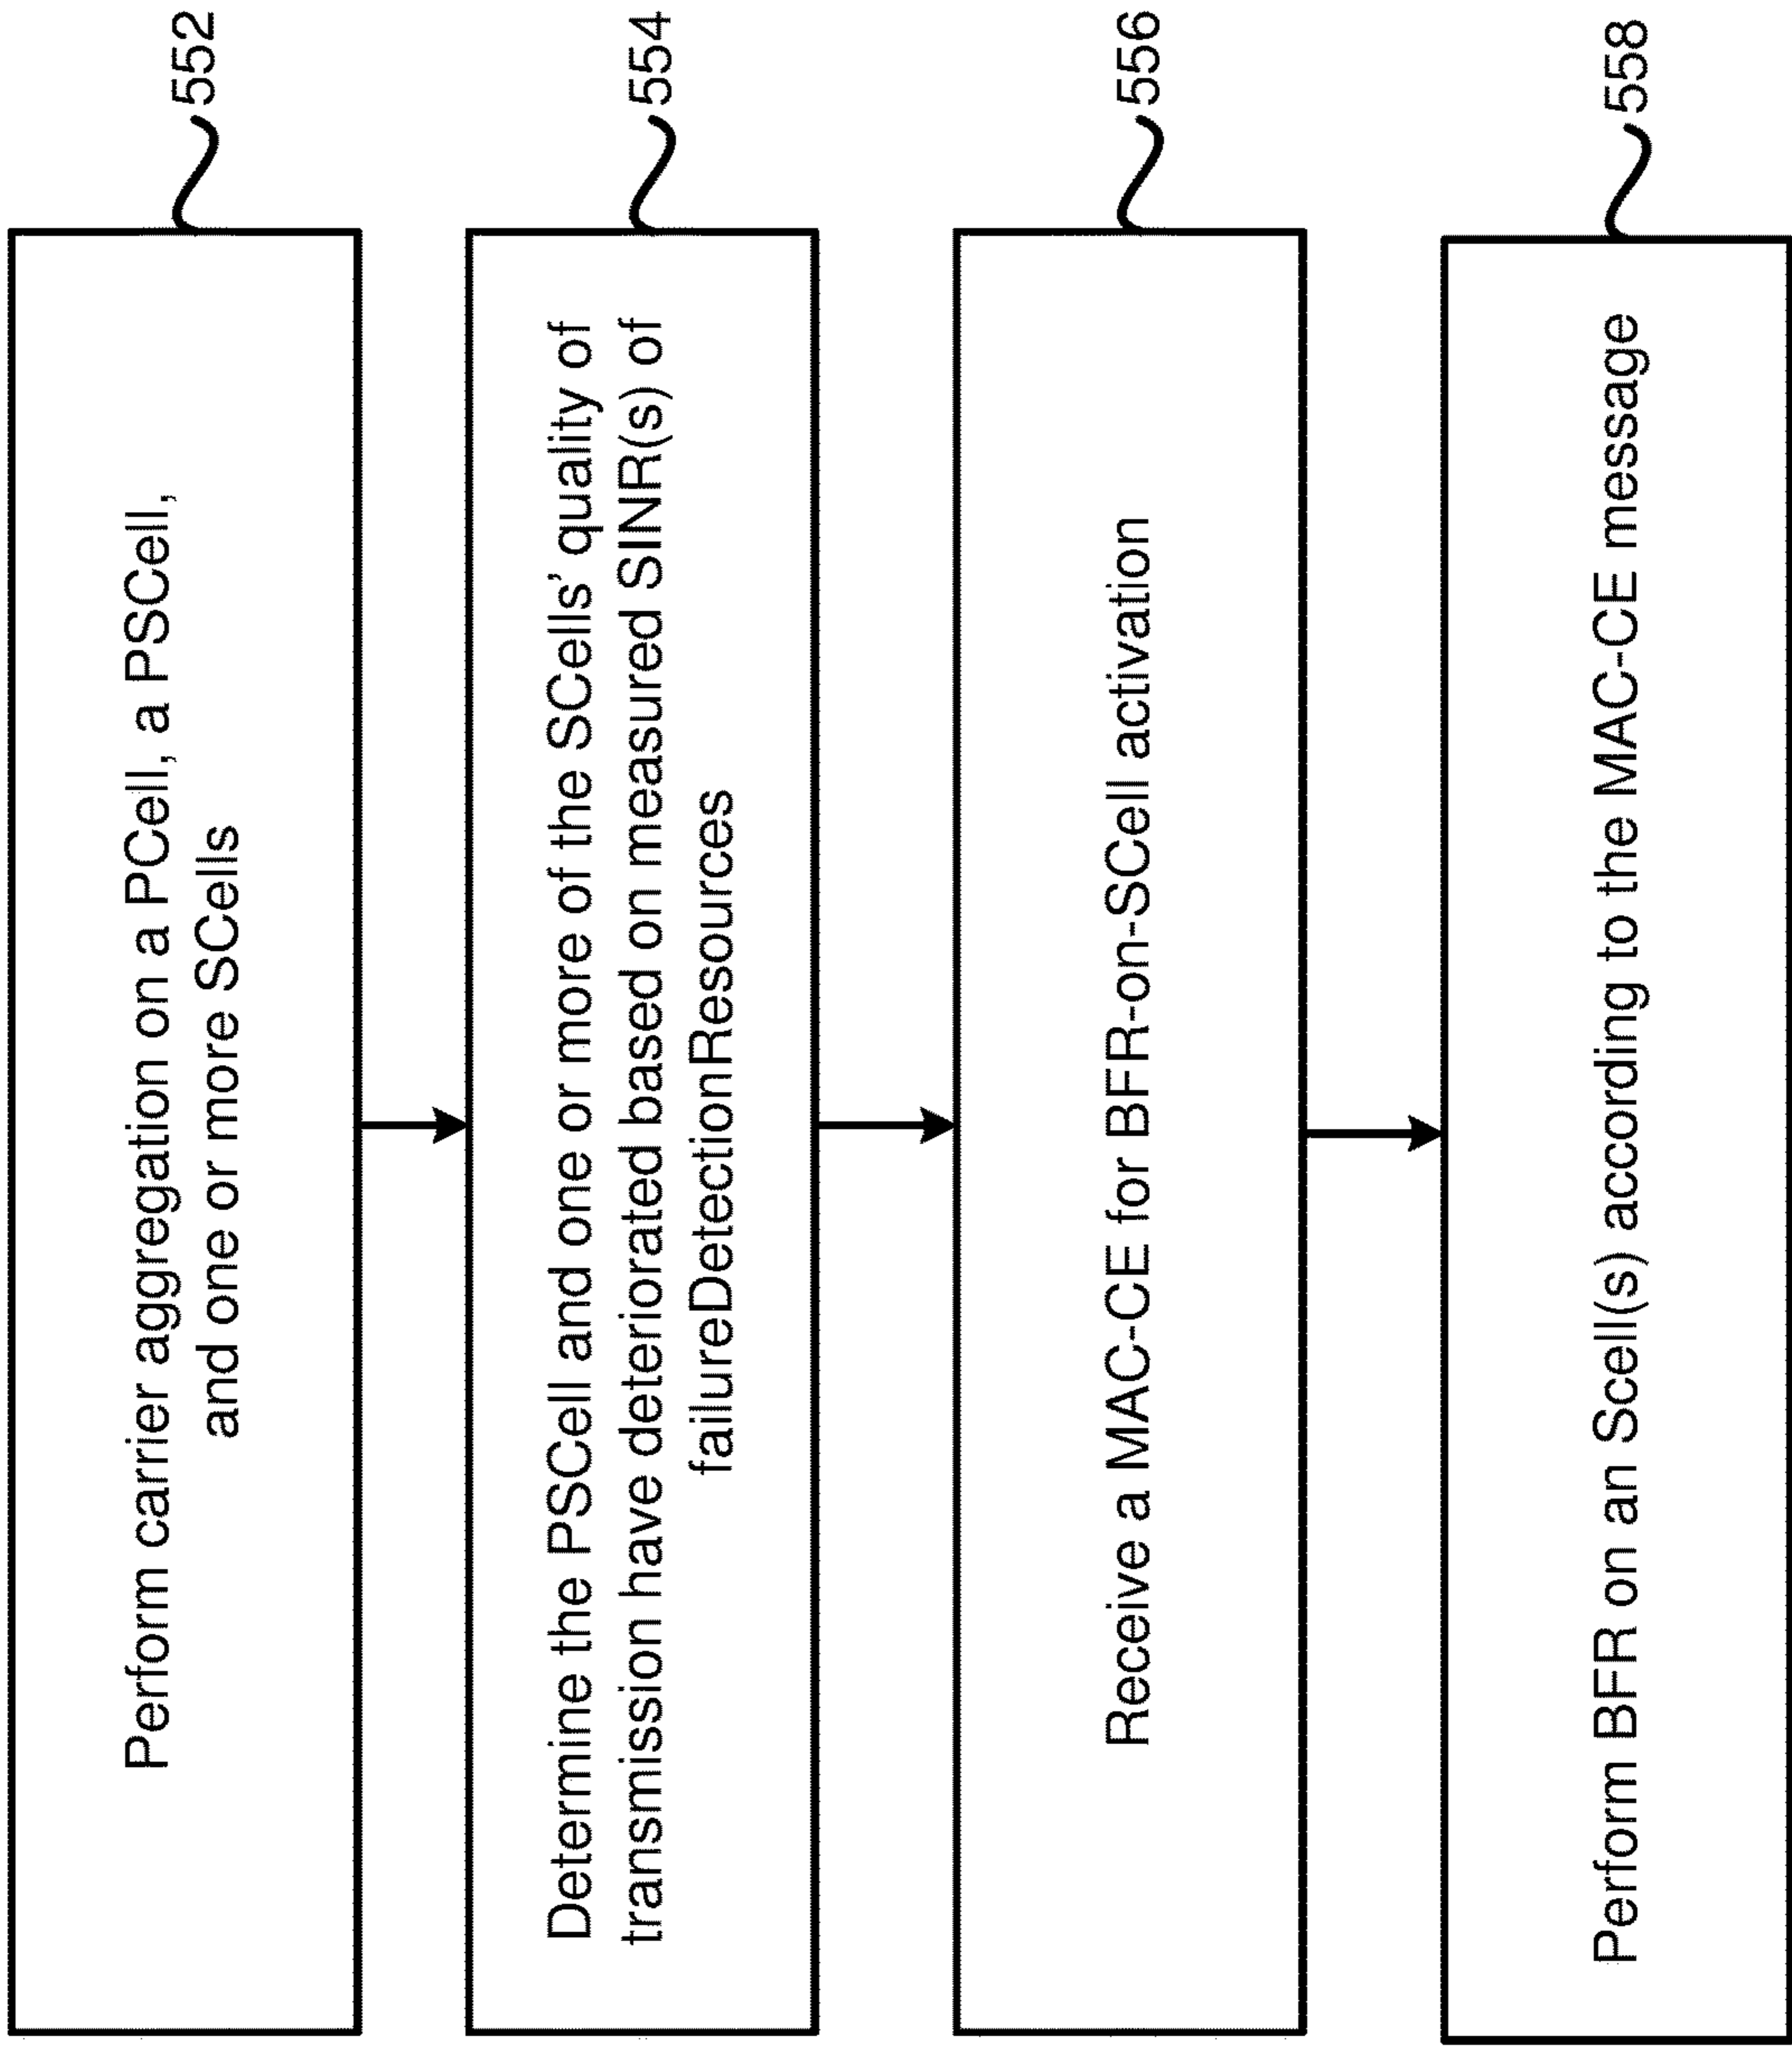 Perform carrier aggregation on a PCell, a PSCell,
and one or more SCells
552
Determine the PSCell and one or more of the SCells’ quality of
transmission have deteriorated based on measured SINR(s) of
failureDetectionResources
554
Receive a MAC-CE for BFR-on-SCell activation
556
Perform BFR on an Scell(s) according to the MAC-CE message
558